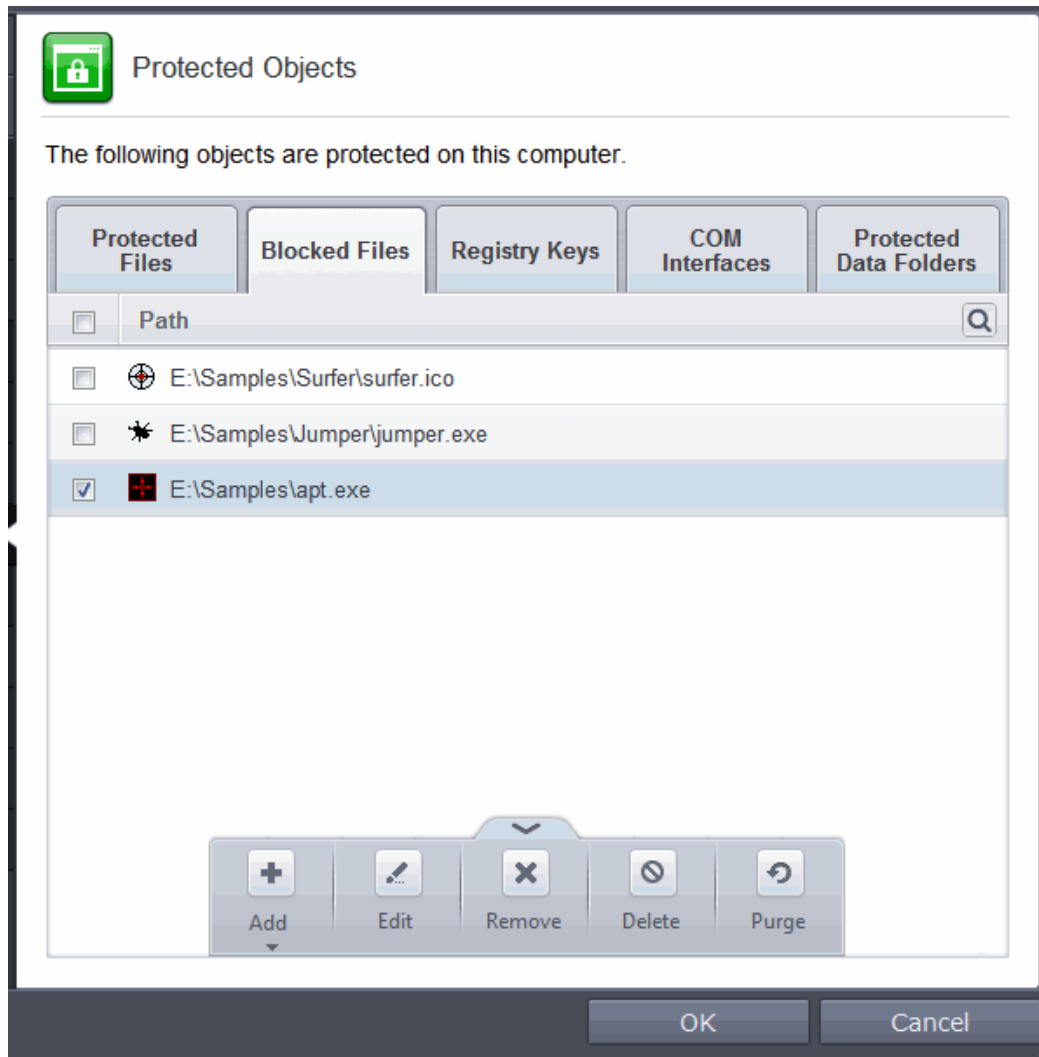 Protected Objects
The following objects are protected on this computer.
Protected Files
Blocked Files
Registry Keys
COM Interfaces
Protected Data Folders
Path
E:\Samples\Surfer\surfer.ico
E:\Samples\Jumper\jumper.exe
E:\Samples\apt.exe
Add
Edit
Remove
Delete
Purge
OK
Cancel